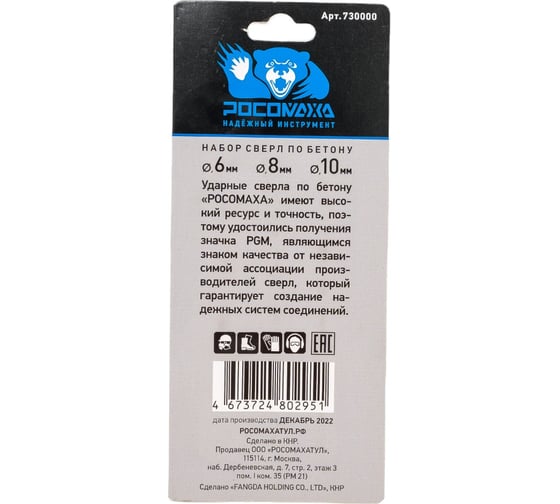 Арт.730000
РОСОМАХА
НАДЁЖНЫЙ ИНСТРУМЕНТ
НАБОР СВЕРЛ ПО БЕТОНУ
Ø,6мм Ø,8мм Ø,10мм
Ударные сверла по бетону
«РОСОМАХА» имеют высо-
кий ресурс и точность, поэ-
тому удостоились получения
значка PGM, являющимся
знаком качества от незави-
симой ассоциации произ-
водителей сверл, который
гарантирует создание на-
дежных систем соединений.
EAC
4 673724 802951
дата производства ДЕКАБРЬ 2022
РОСОМАХАТУЛ.РФ
Сделано в КНР.
Продавец ООО «РОСОМАХАТУЛ»,
115114, г. Москва,
наб. Дербеневская, д. 7, стр. 2, этаж 3
пом. I ком. 35 (РМ 21)
Сделано «FANGDA HOLDING CO., LTD», КНР